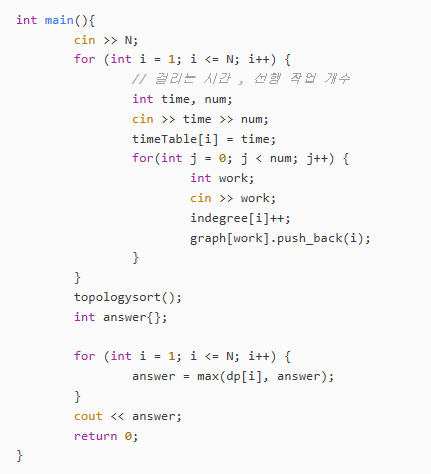 int main(){
cin >> N;
for (int i = 1; i <= N; i++) {
// 걸리는 시간 , 선행 작업 개수
int time, num;
cin >> time >> num;
timeTable[i] = time;
for(int j = 0; j < num; j++) {
int work;
cin >> work;
indegree[i]++;
graph[work].push_back(i);
}
}
topologysort();
int answer{};
for (int i = 1; i <= N; i++) {
answer = max(dp[i], answer);
}
cout << answer;
return 0;
}